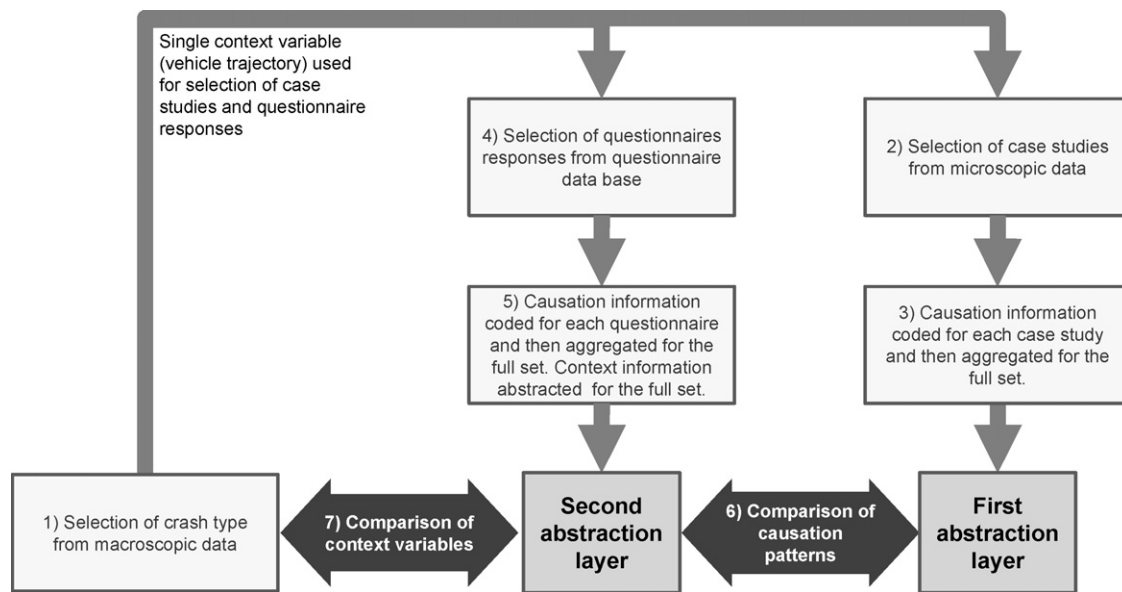 Single context variable
(vehicle trajectory) used
for selection of case
studies and questionnaire
responses
4) Selection of questionnaires
responses from questionnaire
data base
2) Selection of case studies
from microscopic data
5) Causation information
coded for each questionnaire
and then aggregated for the
full set. Context information
abstracted for the full set.
3) Causation information
coded for each case study
and then aggregated for the
full set.
1) Selection of crash type
from macroscopic data
7) Comparison of
context variables
Second
abstraction
layer
6) Comparison of
causation
patterns
First
abstraction
layer